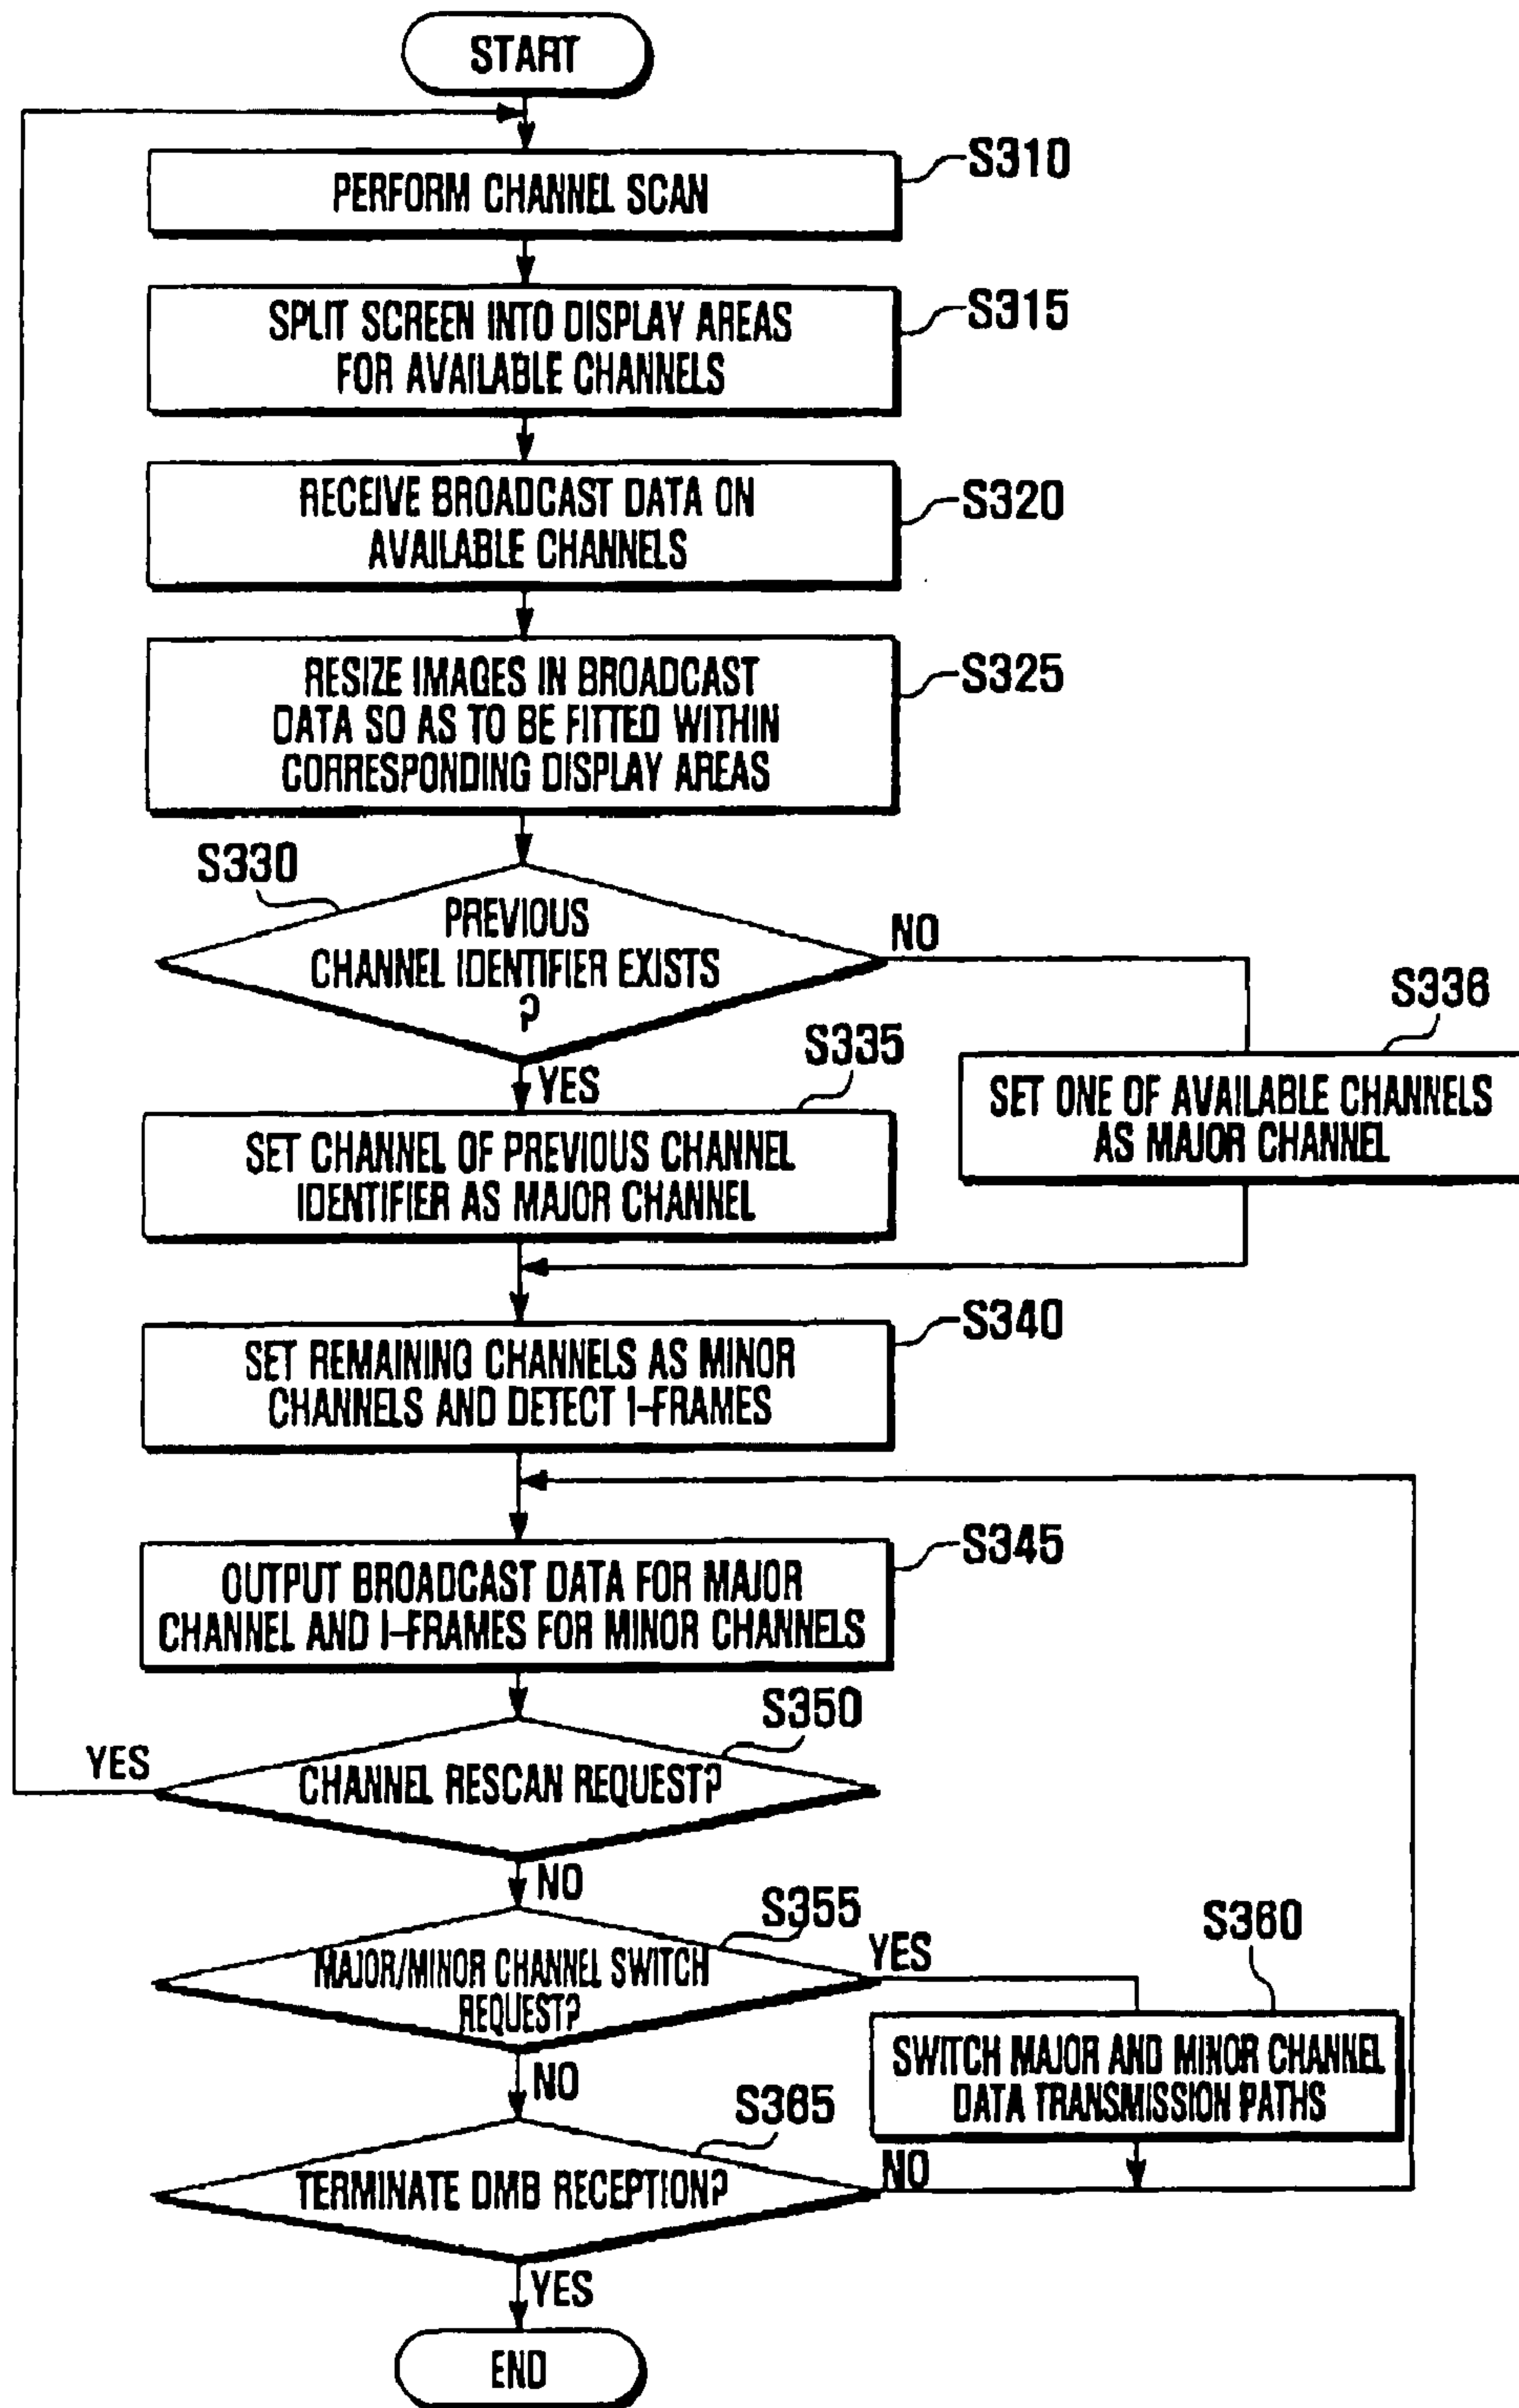 START
PERFORM CHANNEL SCAN
S310
SPLIT SCREEN INTO DISPLAY AREAS
FOR AVAILABLE CHANNELS
S315
RECEIVE BROADCAST DATA ON
AVAILABLE CHANNELS
S320
RESIZE IMAGES IN BROADCAST
DATA SO AS TO BE FITTED WITHIN
CORRESPONDING DISPLAY AREAS
S325
S330
PREVIOUS
CHANNEL IDENTIFIER EXISTS
?
NO
YES
S335
SET CHANNEL OF PREVIOUS CHANNEL
IDENTIFIER AS MAJOR CHANNEL
S336
SET ONE OF AVAILABLE CHANNELS
AS MAJOR CHANNEL
S340
SET REMAINING CHANNELS AS MINOR
CHANNELS AND DETECT I-FRAMES
S345
OUTPUT BROADCAST DATA FOR MAJOR
CHANNEL AND I-FRAMES FOR MINOR CHANNELS
S350
YES
CHANNEL RESCAN REQUEST?
NO
S355
MAJOR/MINOR CHANNEL SWITCH
REQUEST?
YES
S360
SWITCH MAJOR AND MINOR CHANNEL
DATA TRANSMISSION PATHS
NO
S365
TERMINATE DMB RECEPTION?
NO
YES
END